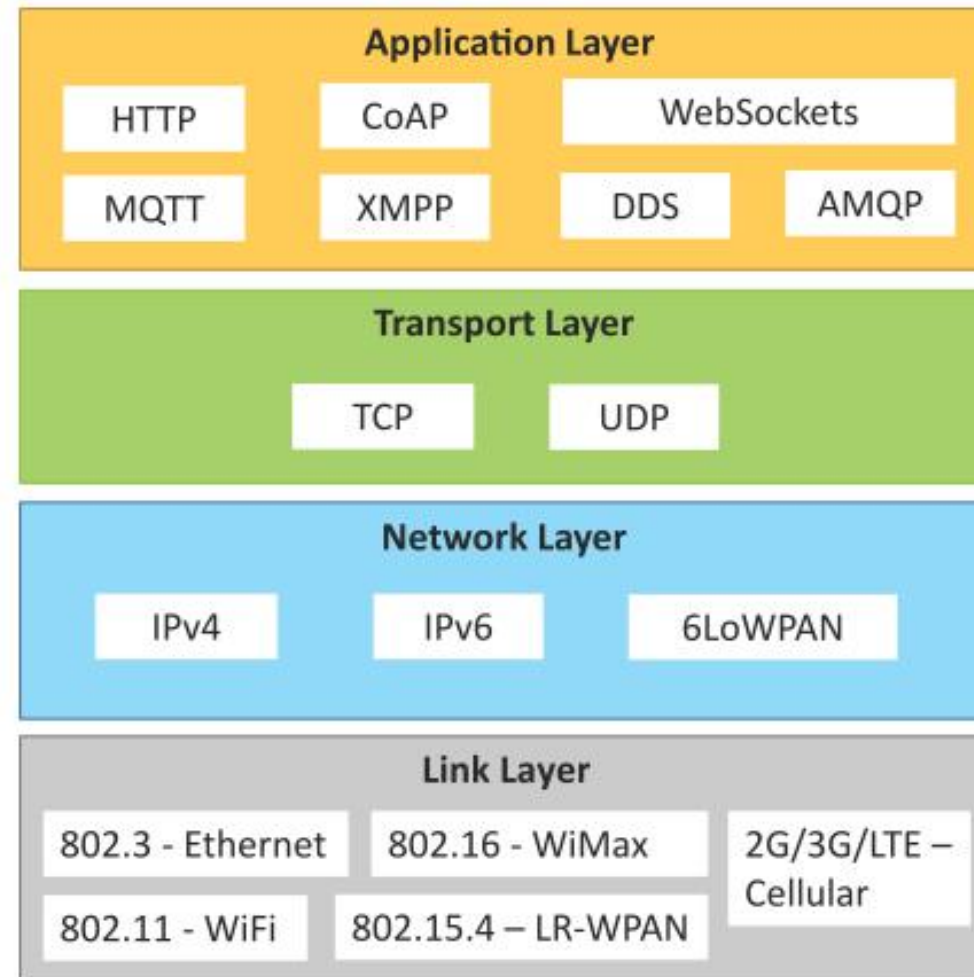 Application Layer
HTTP
CoAP
WebSockets
MQTT
XMPP
DDS
AMQP
Transport Layer
TCP
UDP
Network Layer
IPv4
IPv6
6LoWPAN
Link Layer
802.3 - Ethernet
802.16 - WiMax
2G/3G/LTE –
Cellular
802.11 - WiFi
802.15.4 – LR-WPAN